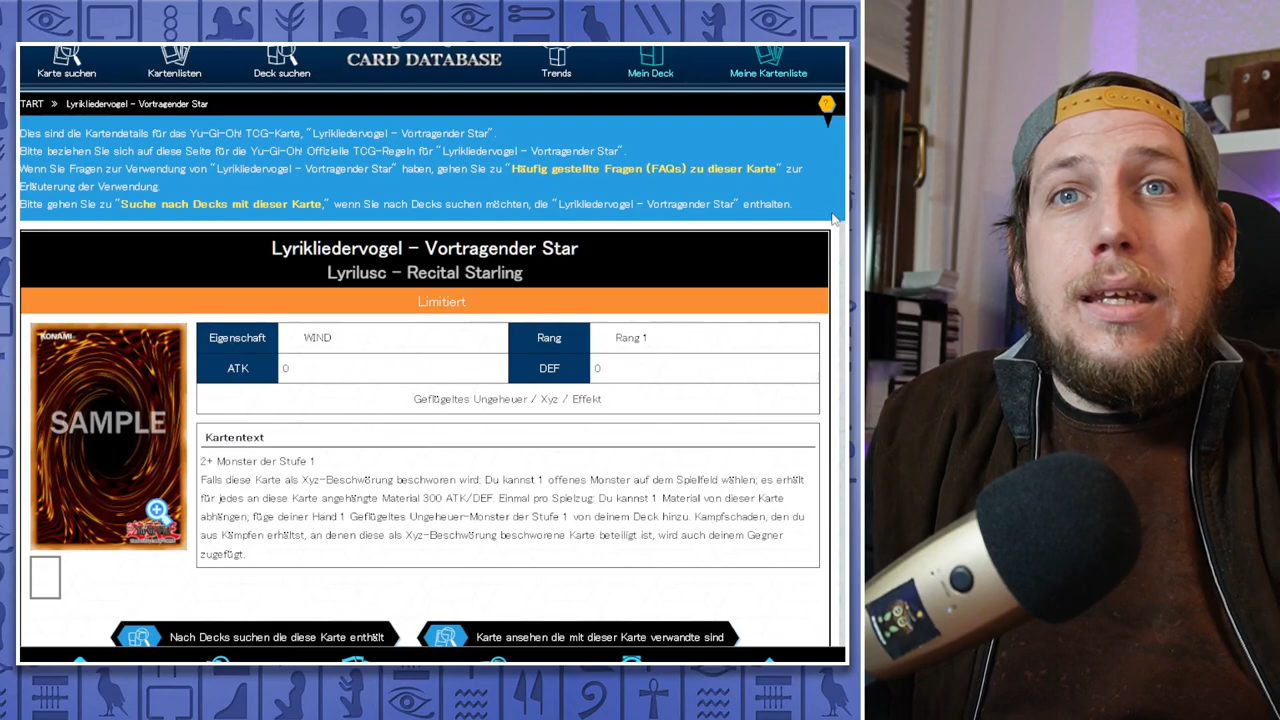 CARD DATABASE
Karte suchen
Kartenlisten
Deck suchen
Trends
Mein Deck
Meine Kartenliste
TART » Lyrikliedervogel - Vortragender Star
?
Dies sind die Kartendetails für das Yu-Gi-Oh! TCG-Karte, "Lyrikliedervogel - Vortragender Star".
Bitte beziehen Sie sich auf diese Seite für die Yu-Gi-Oh! Offizielle TCG-Regeln für "Lyrikliedervogel - Vortragender Star".
Wenn Sie Fragen zur Verwendung von "Lyrikliedervogel - Vortragender Star" haben, gehen Sie zu "Häufig gestellte Fragen (FAQs) zu dieser Karte" zur
Erläuterung der Verwendung.
Bitte gehen Sie zu "Suche nach Decks mit dieser Karte," wenn Sie nach Decks suchen möchten, die "Lyrikliedervogel - Vortragender Star" enthalten.
Lyrikliedervogel - Vortragender Star
Lyrilusc - Recital Starling
Limitiert
KONAMI
SAMPLE
Eigenschaft WIND Rang Rang 1
ATK 0 DEF 0
Geflügeltes Ungeheuer / Xyz / Effekt
Kartentext
2+ Monster der Stufe 1
Falls diese Karte als Xyz-Beschwörung beschworen wird: Du kannst 1 offenes Monster auf dem Spielfeld wählen; es erhält
für jedes an diese Karte angehängte Material 300 ATK/DEF. Einmal pro Spielzug: Du kannst 1 Material von dieser Karte
abhängen; füge deiner Hand 1 Geflügeltes Ungeheuer-Monster der Stufe 1 von deinem Deck hinzu. Kampfschaden, den du
aus Kämpfen erhältst, an denen diese als Xyz-Beschwörung beschworene Karte beteiligt ist, wird auch deinem Gegner
zugefügt.
Nach Decks suchen die diese Karte enthält
Karte ansehen die mit dieser Karte verwandte sind